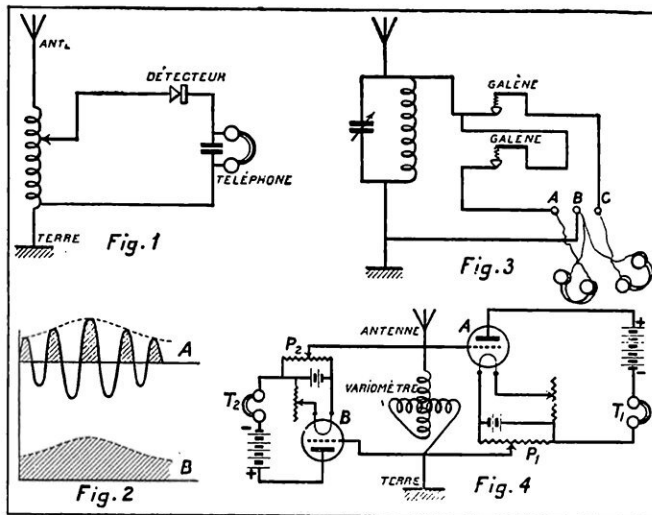 ANT.
DÉTECTEUR
TÉLÉPHONE
TERRE
Fig. 1
GALÈNE
GALÈNE
A B C
Fig. 3
A
B
Fig. 2
ANTENNE
A
P2
VARIOMÈTRE
T2
B
T1
P1
TERRE
Fig. 4
+
-
-
+